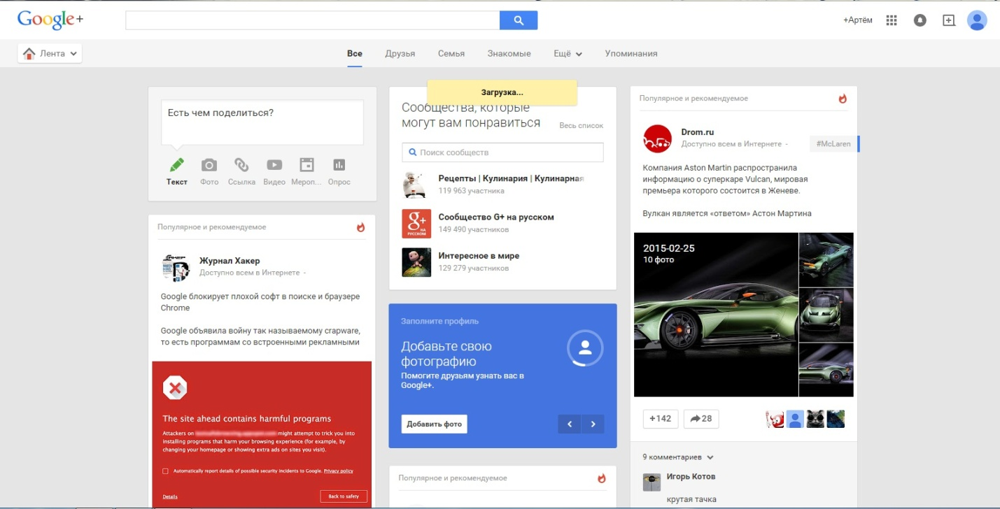 Google+
+Артём
Лента
Все
Друзья
Семья
Знакомые
Ещё
Упоминания
Загрузка...
Есть чем поделиться?
Текст
Фото
Ссылка
Видео
Мероп...
Опрос
Популярное и рекомендуемое
Журнал Хакер
Доступно всем в Интернете -
Google блокирует плохой софт в поиске и браузере
Chrome
Google объявила войну так называемому crapware,
то есть программам со встроенными рекламными
The site ahead contains harmful programs
Attackers on might attempt to trick you into
installing programs that harm your browsing experience (for example, by
changing your homepage or showing extra ads on sites you visit).
Automatically report details of possible security incidents to Google. Privacy policy
Details
Back to safety
Сообщества, которые
могут вам понравиться
Весь список
Поиск сообществ
Рецепты | Кулинария | Кулинарная
119 963 участника
g+
НА
РУССКОМ
Сообщество G+ на русском
149 490 участников
Интересное в мире
129 279 участников
Заполните профиль
Добавьте свою
фотографию
Помогите друзьям узнать вас в
Google+.
Добавить фото
Популярное и рекомендуемое
Популярное и рекомендуемое
Drom.ru
Доступно всем в Интернете -
#McLaren
Компания Aston Martin распространила
информацию о суперкаре Vulcan, мировая
премьера которого состоится в Женеве.
Вулкан является «ответом» Астон Мартина
2015-02-25
10 фото
+142
28
9 комментариев
Игорь Котов
крутая тачка